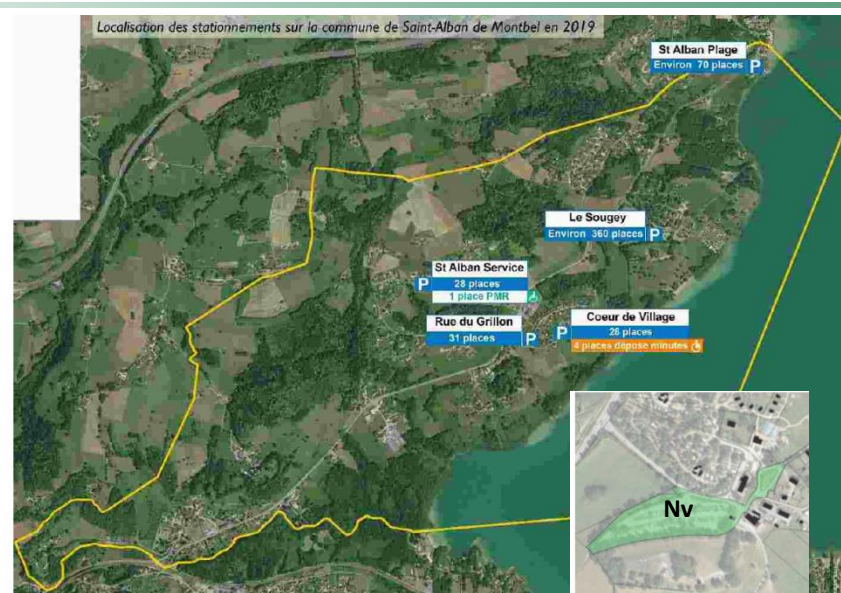 Localisation des stationnements sur la commune de Saint-Alban de Montbel en 2019
St Alban Plage
Environ 70 places P
Le Sougey
Environ 360 places P
St Alban Service
P 28 places
1 place PMR
Rue du Grillon
31 places P
Coeur de Village
P 26 places
4 places dépose minutes
Nv